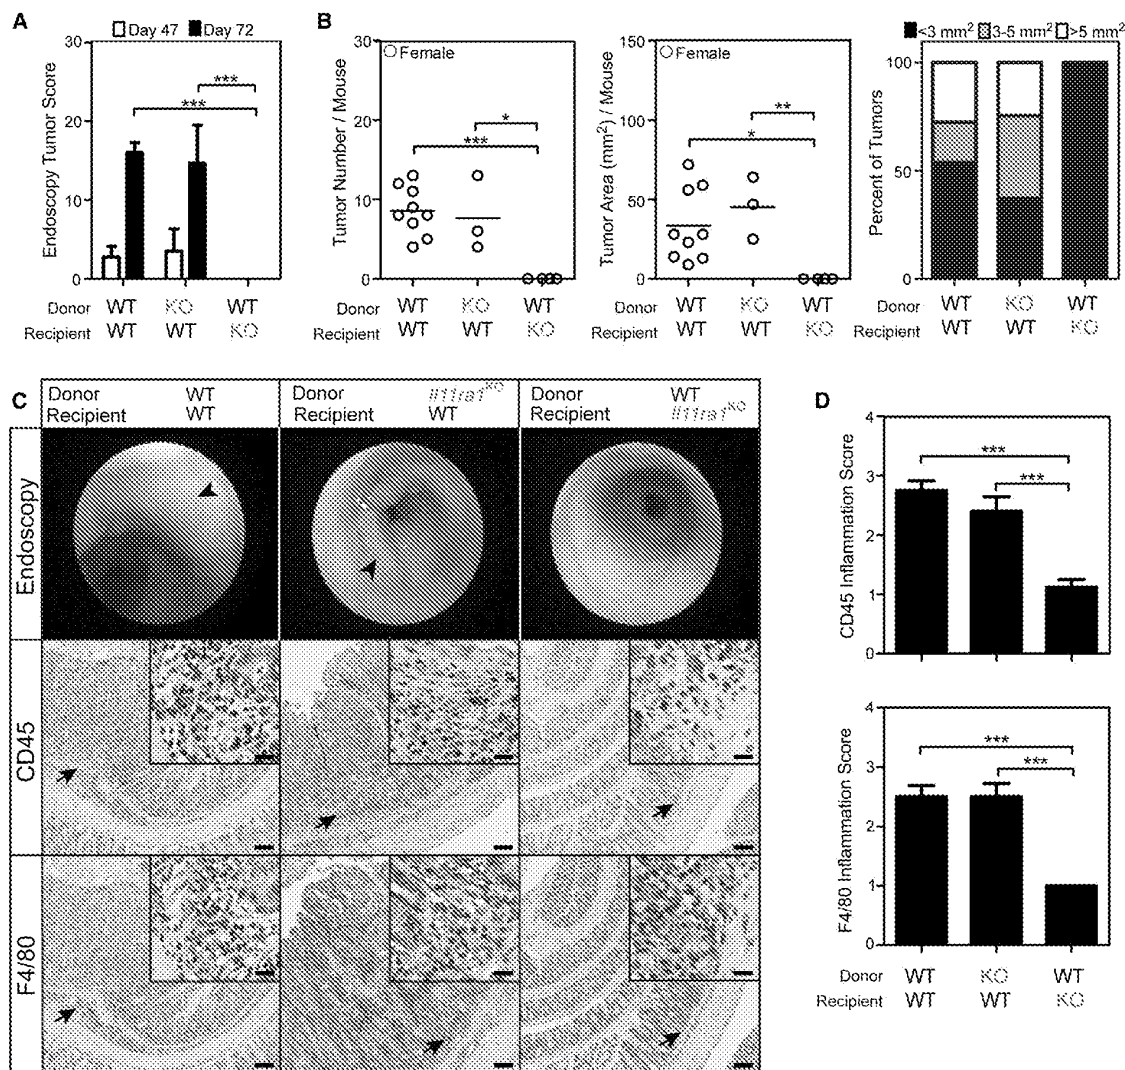 A
Day 47 Day 72
Endoscopy Tumor Score
30
20
10
0
***
***
Donor WT KO WT
Recipient WT WT KO
B
Female
Tumor Number / Mouse
30
20
10
0
*
***
Donor WT KO WT
Recipient WT WT KO
Female
Tumor Area (mm²) / Mouse
150
100
50
0
**
*
Donor WT KO WT
Recipient WT WT KO
<3 mm² 3-5 mm² >5 mm²
Percent of Tumors
100
50
0
Donor WT KO WT
Recipient WT WT KO
C
Donor WT
Recipient WT
Donor Il11ra1KO
Recipient WT
Donor WT
Recipient Il11ra1KO
Endoscopy
CD45
F4/80
D
CD45 Inflammation Score
4
3
2
1
0
***
***
F4/80 Inflammation Score
4
3
2
1
0
***
***
Donor WT KO WT
Recipient WT WT KO